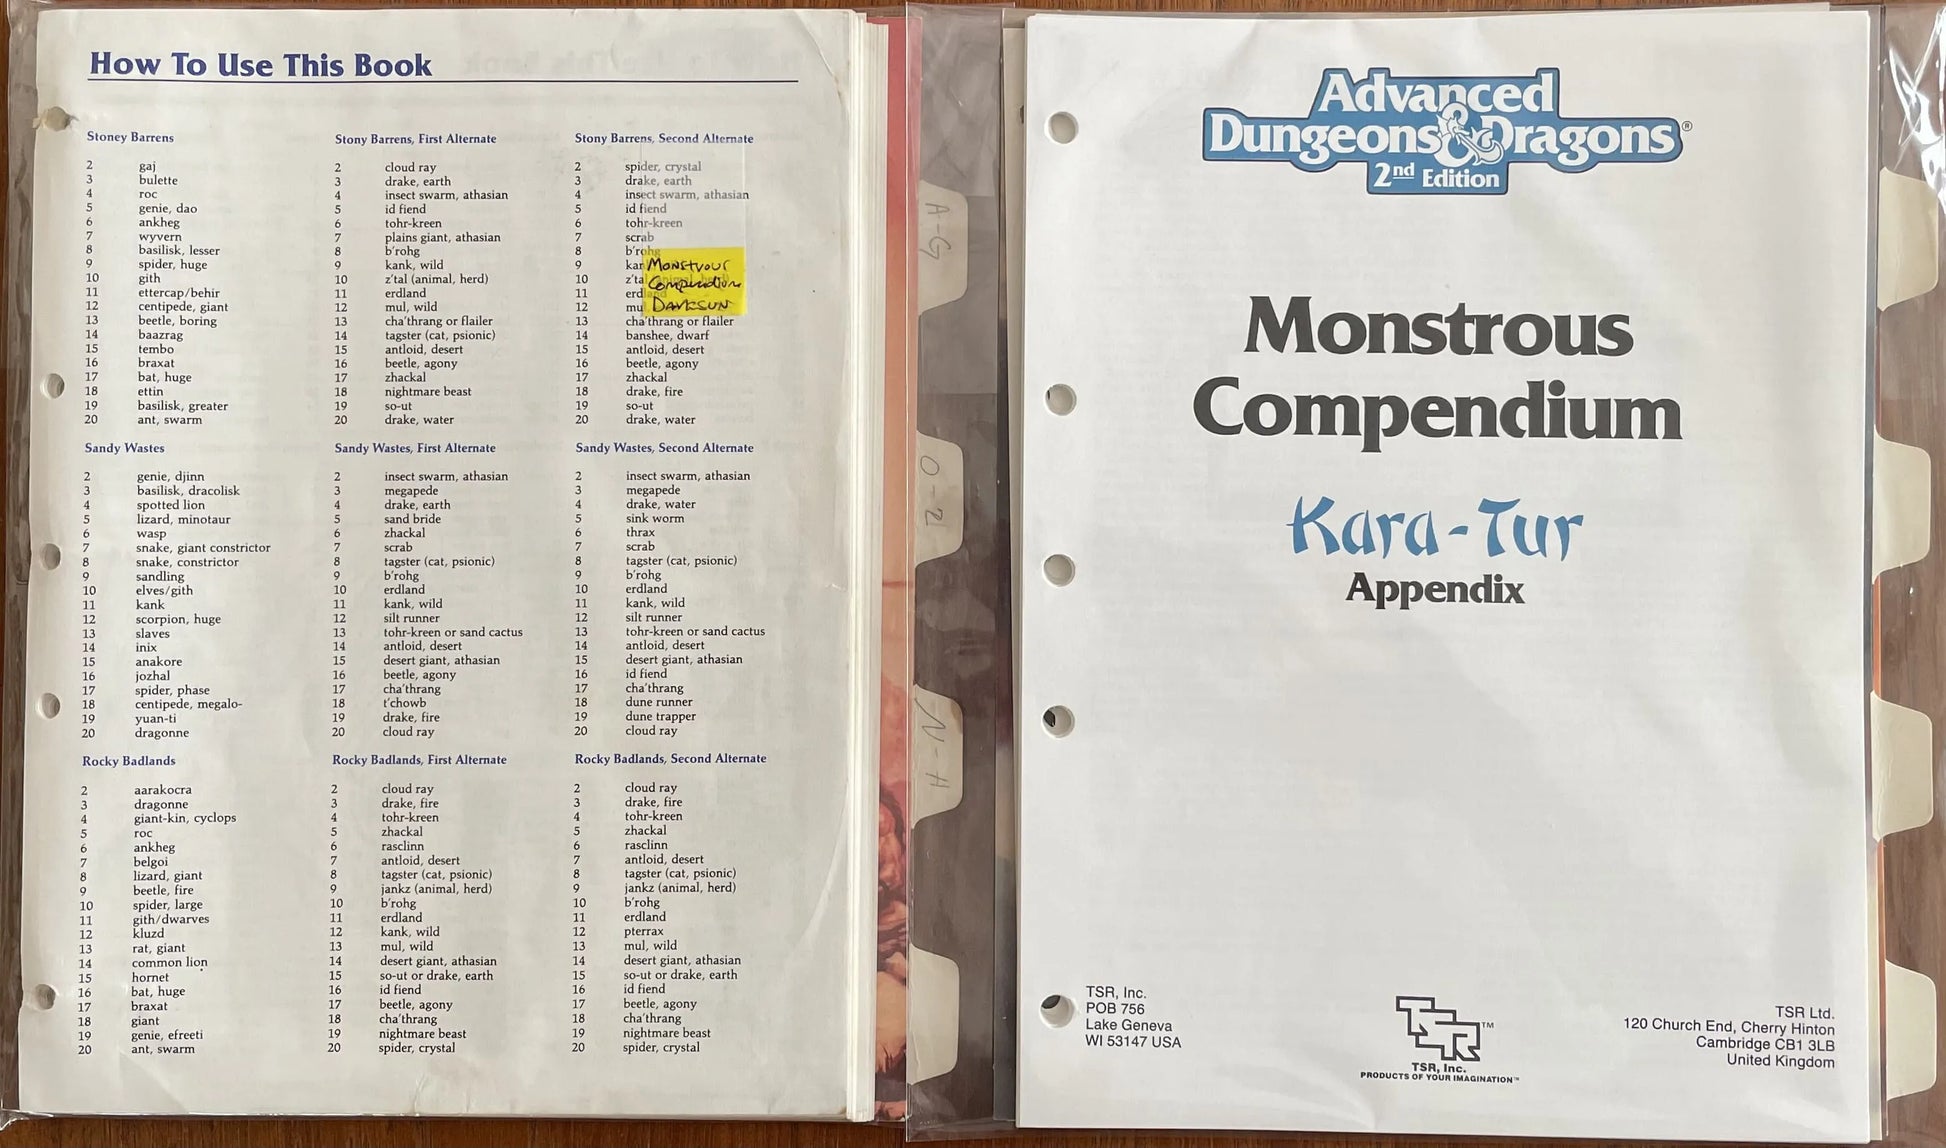 How To Use This Book
Stoney Barrens
2 gaj
3 bulette
4 roc
5 genie, dao
6 ankheg
7 wyvern
8 basilisk, lesser
9 spider, huge
10 gith
11 ettercap/behir
12 centipede, giant
13 beetle, boring
14 baazrag
15 tembo
16 braxat
17 bat, huge
18 ettin
19 basilisk, greater
20 ant, swarm
Stony Barrens, First Alternate
2 cloud ray
3 drake, earth
4 insect swarm, athasian
5 id fiend
6 tohr-kreen
7 plains giant, athasian
8 b'rohg
9 kank, wild
10 z'tal (animal, herd)
11 erdland
12 mul, wild
13 cha'thrang or flailer
14 tagster (cat, psionic)
15 antloid, desert
16 beetle, agony
17 zhackal
18 nightmare beast
19 so-ut
20 drake, water
Stony Barrens, Second Alternate
2 spider, crystal
3 drake, earth
4 insect swarm, athasian
5 id fiend
6 tohr-kreen
7 scrab
8 b'rohg
9 kan
10 z'tal (animal, herd)
11 erdland
12 mu
13 cha'thrang or flailer
14 banshee, dwarf
15 antloid, desert
16 beetle, agony
17 zhackal
18 drake, fire
19 so-ut
20 drake, water
Monstrour
Compendium
Darksun
Sandy Wastes
2 genie, djinn
3 basilisk, dracolisk
4 spotted lion
5 lizard, minotaur
6 wasp
7 snake, giant constrictor
8 snake, constrictor
9 sandling
10 elves/gith
11 kank
12 scorpion, huge
13 slaves
14 inix
15 anakore
16 jozhal
17 spider, phase
18 centipede, megalo-
19 yuan-ti
20 dragonne
Sandy Wastes, First Alternate
2 insect swarm, athasian
3 megapede
4 drake, earth
5 sand bride
6 zhackal
7 scrab
8 tagster (cat, psionic)
9 b'rohg
10 erdland
11 kank, wild
12 silt runner
13 tohr-kreen or sand cactus
14 antloid, desert
15 desert giant, athasian
16 beetle, agony
17 cha'thrang
18 t'chowb
19 drake, fire
20 cloud ray
Sandy Wastes, Second Alternate
2 insect swarm, athasian
3 megapede
4 drake, water
5 sink worm
6 thrax
7 scrab
8 tagster (cat, psionic)
9 b'rohg
10 erdland
11 kank, wild
12 silt runner
13 tohr-kreen or sand cactus
14 antloid, desert
15 desert giant, athasian
16 id fiend
17 cha'thrang
18 dune runner
19 dune trapper
20 cloud ray
Rocky Badlands
2 aarakocra
3 dragonne
4 giant-kin, cyclops
5 roc
6 ankheg
7 belgoi
8 lizard, giant
9 beetle, fire
10 spider, large
11 gith/dwarves
12 kluzd
13 rat, giant
14 common lion
15 hornet
16 bat, huge
17 braxat
18 giant
19 genie, efreeti
20 ant, swarm
Rocky Badlands, First Alternate
2 cloud ray
3 drake, fire
4 tohr-kreen
5 zhackal
6 rasclinn
7 antloid, desert
8 tagster (cat, psionic)
9 jankz (animal, herd)
10 b'rohg
11 erdland
12 kank, wild
13 mul, wild
14 desert giant, athasian
15 so-ut or drake, earth
16 id fiend
17 beetle, agony
18 cha'thrang
19 nightmare beast
20 spider, crystal
Rocky Badlands, Second Alternate
2 cloud ray
3 drake, fire
4 tohr-kreen
5 zhackal
6 rasclinn
7 antloid, desert
8 tagster (cat, psionic)
9 jankz (animal, herd)
10 b'rohg
11 erdland
12 pterrax
13 mul, wild
14 desert giant, athasian
15 so-ut or drake, earth
16 id fiend
17 beetle, agony
18 cha'thrang
19 nightmare beast
20 spider, crystal
A-G
O-Z
H-N
Advanced
Dungeons & Dragons®
2nd Edition
Monstrous
Compendium
Kara-Tur
Appendix
TSR, Inc.
POB 756
Lake Geneva
WI 53147 USA
TSR™
TSR, Inc.
PRODUCTS OF YOUR IMAGINATION™
TSR Ltd.
120 Church End, Cherry Hinton
Cambridge CB1 3LB
United Kingdom